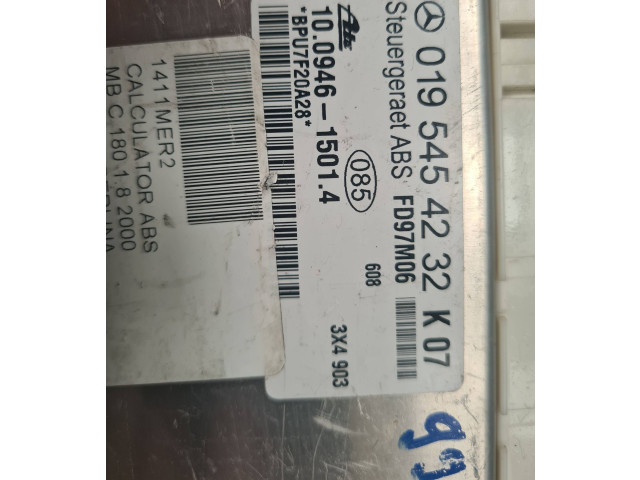 019 545 42 32 K 07
Steuergeraet ABS FD97M06
Ate
10.0946-1501.4
*BPU7F20A28*
085
608
3X4 903
1411MER2
CALCULATOR ABS
MB C 180 1.8 2000